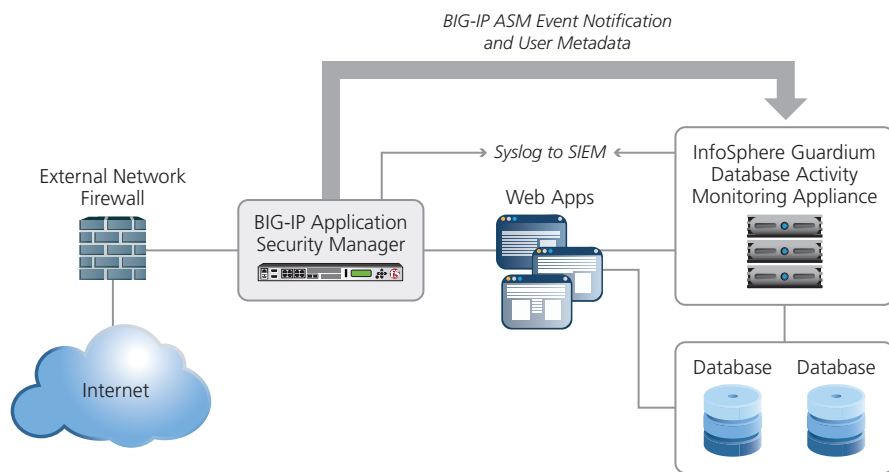 BIG-IP ASM Event Notification
and User Metadata
Syslog to SIEM
InfoSphere Guardium
Database Activity
Monitoring Appliance
External Network
Firewall
Web Apps
BIG-IP Application
Security Manager
Internet
Database
Database